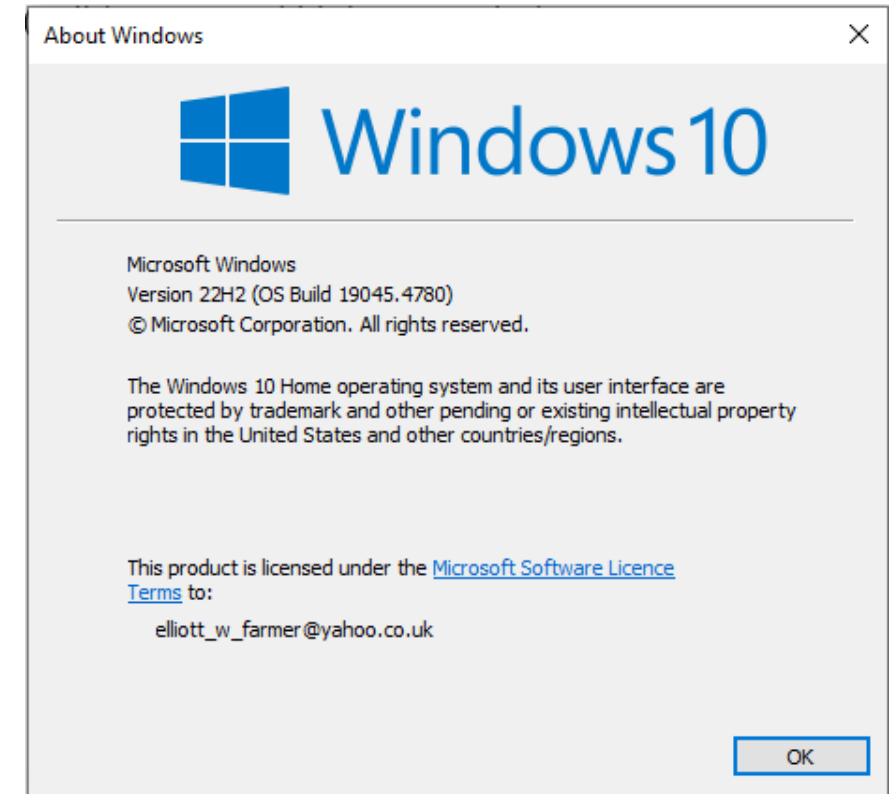 About Windows
Windows 10
Microsoft Windows
Version 22H2 (OS Build 19045.4780)
© Microsoft Corporation. All rights reserved.
The Windows 10 Home operating system and its user interface are
protected by trademark and other pending or existing intellectual property
rights in the United States and other countries/regions.
This product is licensed under the Microsoft Software Licence
Terms to:
elliott_w_farmer@yahoo.co.uk
OK